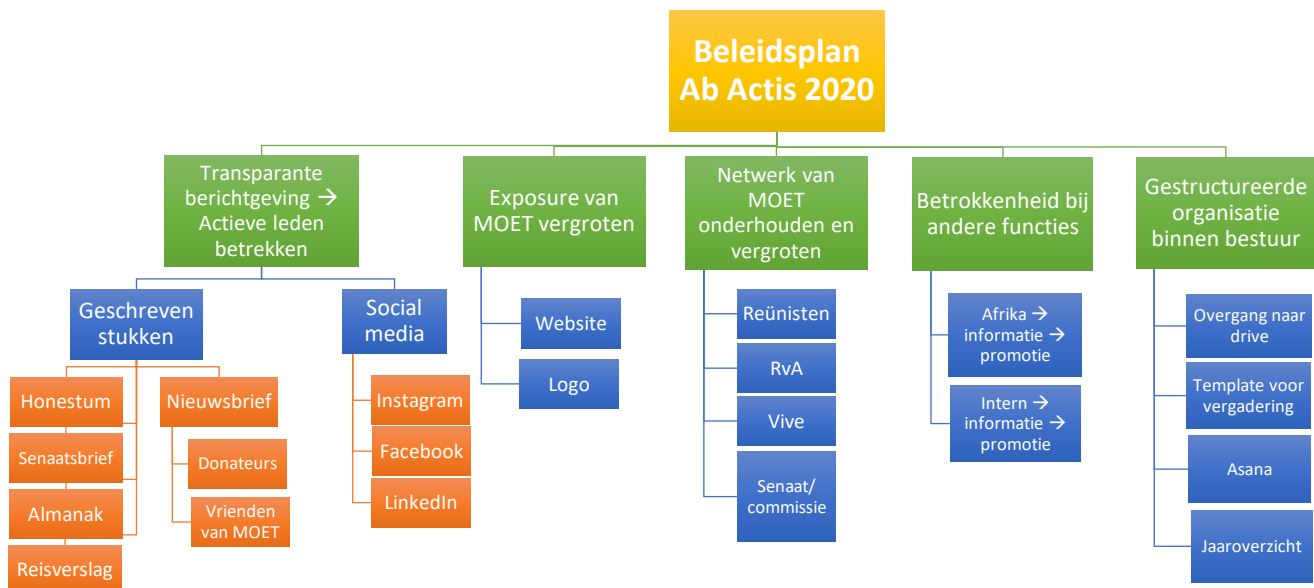 Beleidsplan
Ab Actis 2020
Transparante
berichtgeving →
Actieve leden
betrekken
Exposure van
MOET vergroten
Netwerk van
MOET
onderhouden en
vergroten
Betrokkenheid bij
andere functies
Gestructureerde
organisatie
binnen bestuur
Geschreven
stukken
Social
media
Honestum
Senaatsbrief
Almanak
Reisverslag
Nieuwsbrief
Donateurs
Vrienden
van MOET
Instagram
Facebook
LinkedIn
Website
Logo
Reünisten
RvA
Vive
Senaat/
commissie
Afrika →
informatie →
promotie
Intern →
informatie →
promotie
Overgang naar
drive
Template voor
vergadering
Asana
Jaaroverzicht